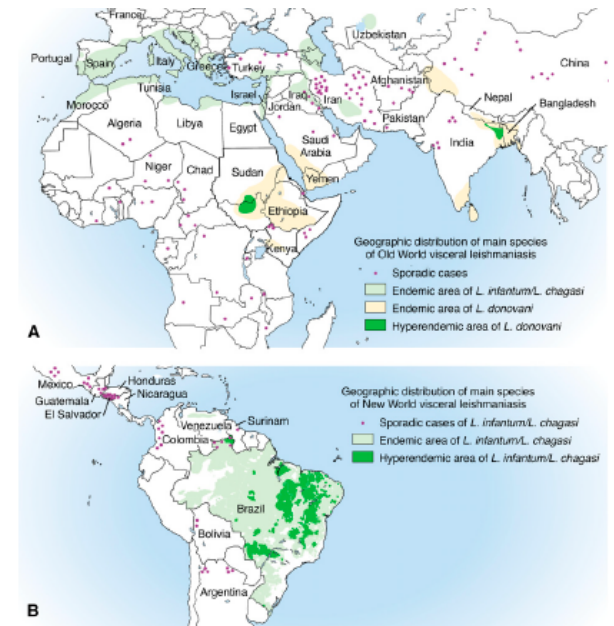 France
Uzbekistan
Portugal
Spain
Italy
Greece
Turkey
China
Tunisia
Afghanistan
Morocco
Israel
Iraq
Iran
Jordan
Nepal
Bangladesh
Algeria
Libya
Egypt
Pakistan
Saudi
Arabia
India
Niger
Chad
Sudan
Yemen
Ethiopia
Kenya
Geographic distribution of main species
of Old World visceral leishmaniasis
Sporadic cases
Endemic area of L. infantum/L. chagasi
Endemic area of L. donovani
Hyperendemic area of L. donovani
A
Mexico
Honduras
Guatemala
Nicaragua
El Salvador
Venezuela
Surinam
Colombia
Geographic distribution of main species
of New World visceral leishmaniasis
Sporadic cases of L. infantum/L. chagasi
Endemic area of L. infantum/L. chagasi
Hyperendemic area of L. infantum/L. chagasi
Brazil
Bolivia
Argentina
B